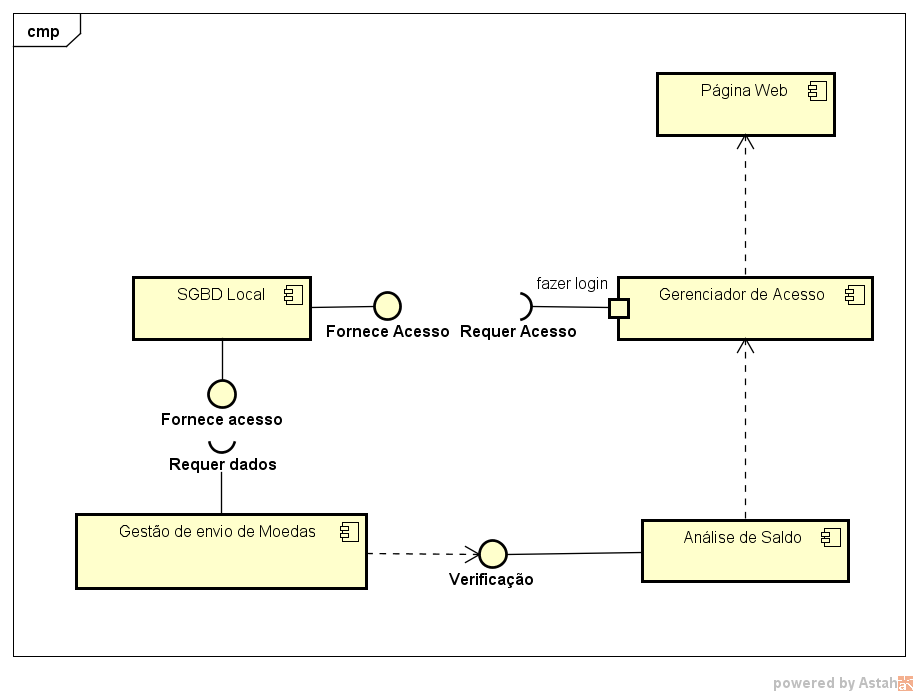 cmp
Página Web
fazer login
SGBD Local
Gerenciador de Acesso
Fornece Acesso
Requer Acesso
Fornece acesso
Requer dados
Gestão de envio de Moedas
Análise de Saldo
Verificação
powered by Astah